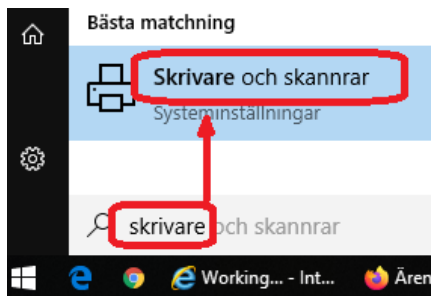 Bästa matchning
Skrivare och skannrar
Systeminställningar
skrivare och skannrar
Working... - Int...
Ären